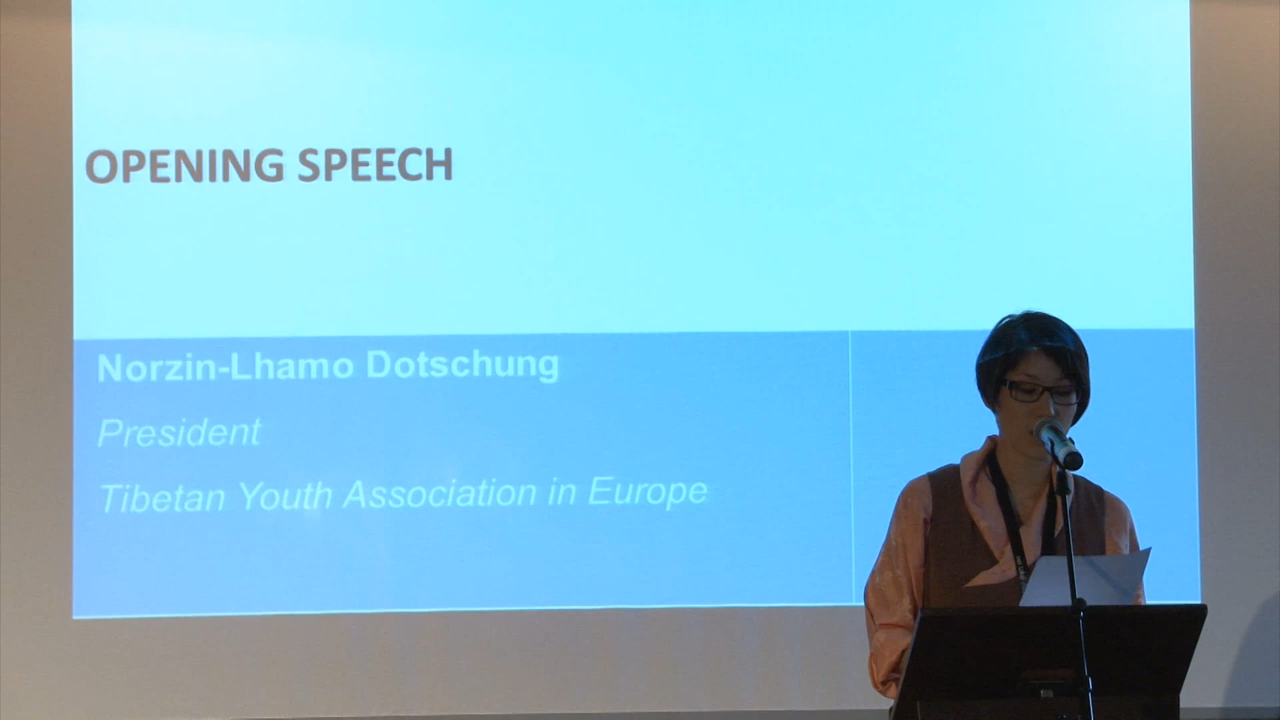 OPENING SPEECH
Norzin-Lhamo Dotschung
President
Tibetan Youth Association in Europe